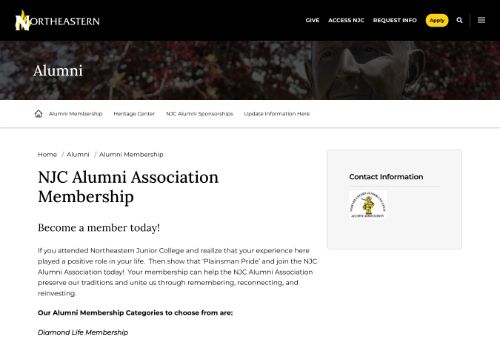 NORTHEASTERN
GIVE ACCESS NJC REQUEST INFO Apply
Alumni
Alumni Membership Heritage Center NJC Alumni Sponsorships Update Information Here
Home / Alumni / Alumni Membership
NJC Alumni Association
Membership
Become a member today!
If you attended Northeastern Junior College and realize that your experience here
played a positive role in your life. Then show that 'Plainsman Pride' and join the NJC
Alumni Association today! Your membership can help the NJC Alumni Association
preserve our traditions and unite us through remembering, reconnecting, and
reinvesting.
Our Alumni Membership Categories to choose from are:
Diamond Life Membership
Contact Information
ALUMNI ASSOCIATION